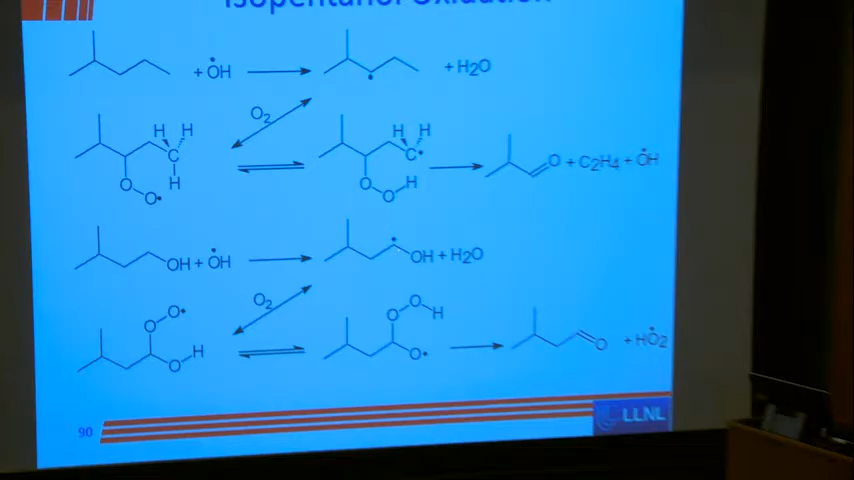 Isopentanol Oxidation
+ ȮH
+ H2O
O2
H H
C
H
O
O•
H H
C•
O
O
H
O + C2H4 + ȮH
OH + ȮH
OH + H2O
O2
O
O•
O
H
O
O
H
O•
O
+ HȮ2
90
LLNL